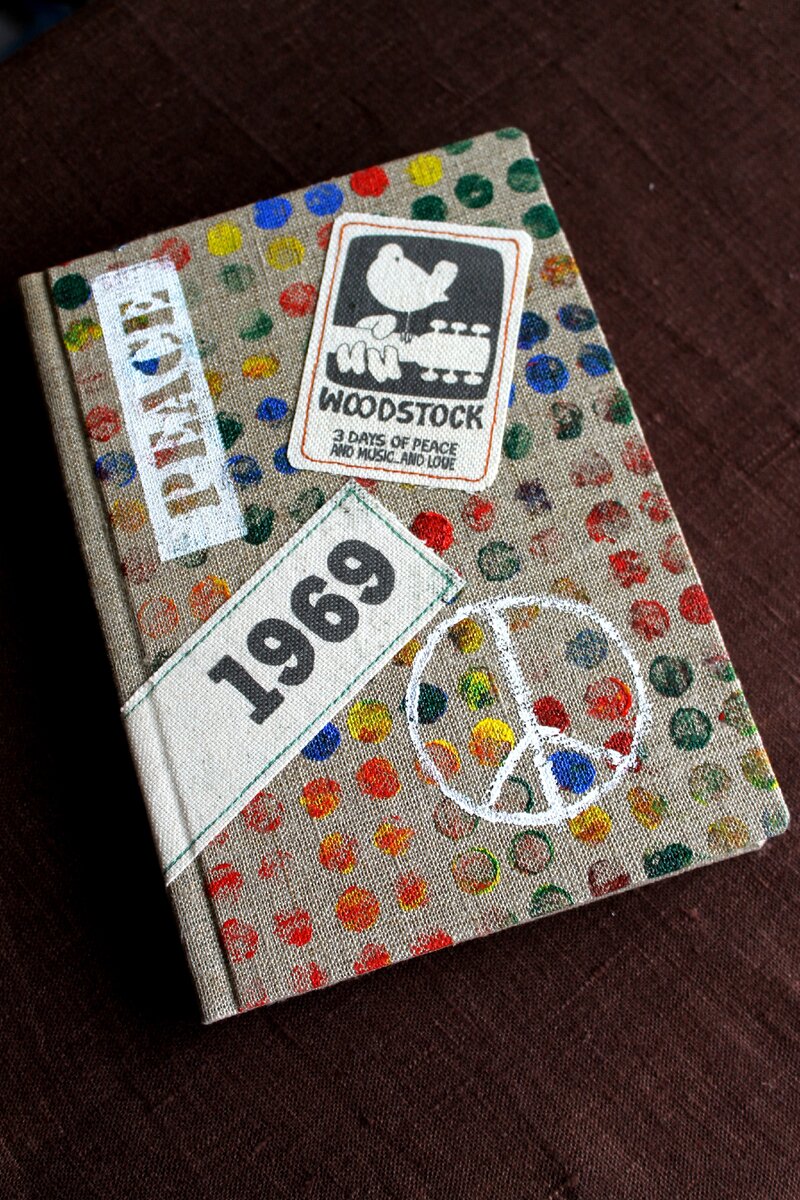 PEACE
WOODSTOCK
3 DAYS OF PEACE
AND MUSIC...AND LOVE
1969